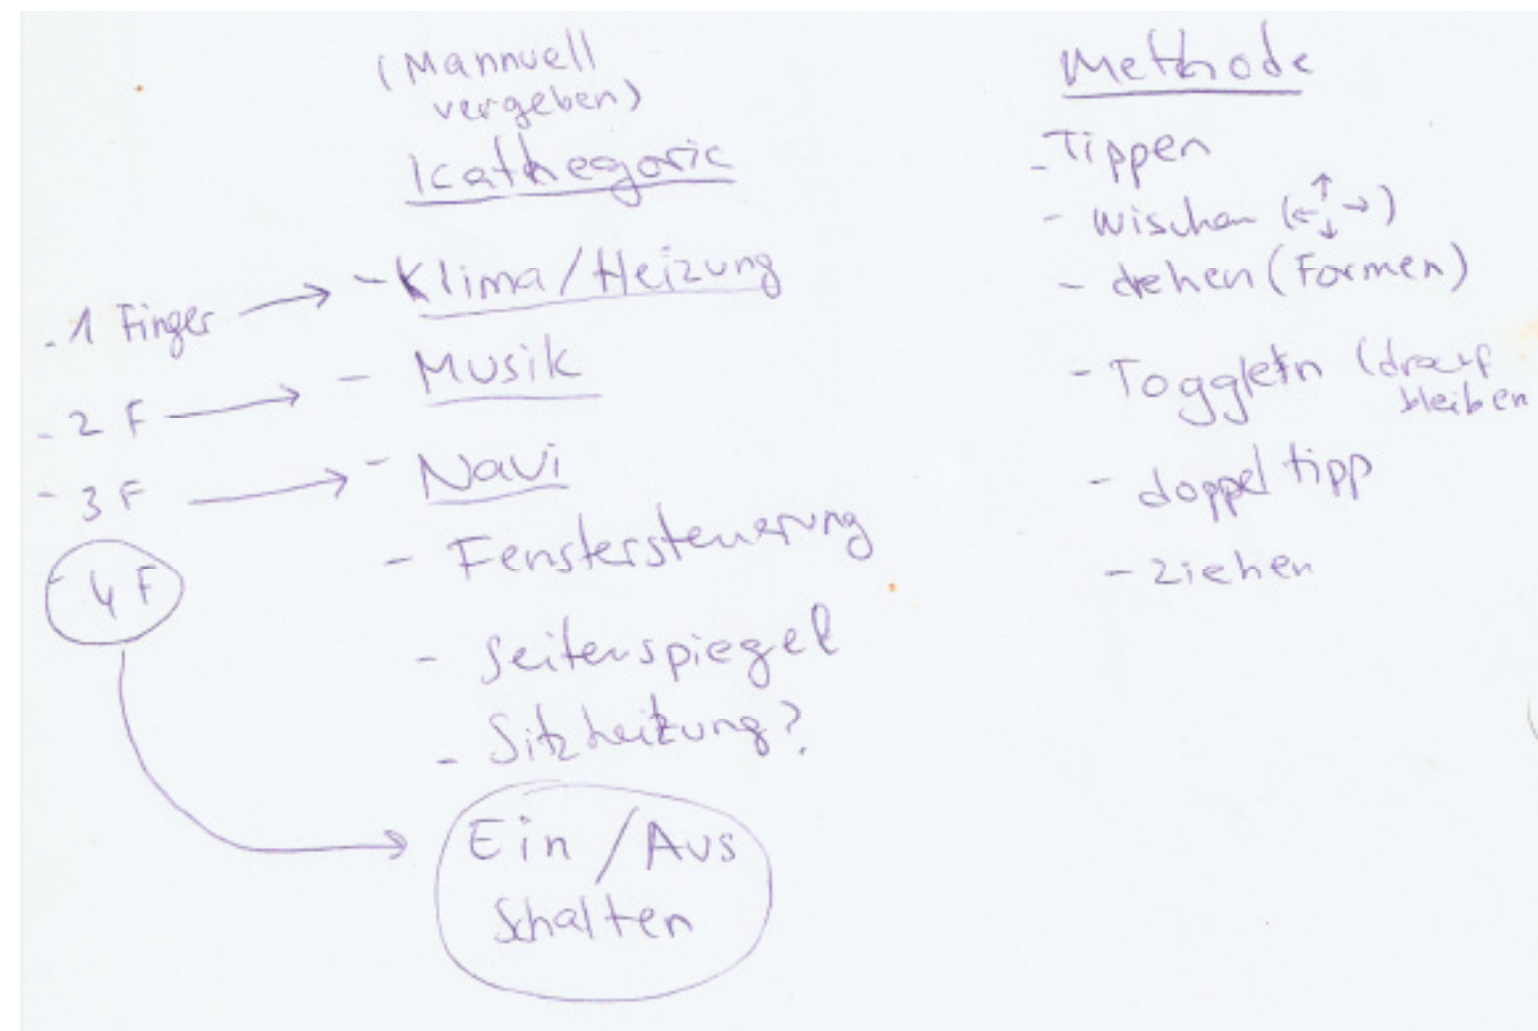 (Mannuell
vergeben)
Kathegorie
- 1 Finger → - Klima/Heizung
- 2 F → - Musik
- 3 F → - Navi
- 4 F
- Fenstersteuerung
- Seitenspiegel
- Sitzheizung?
Ein/Aus
Schalten
Methode
- Tippen
- wischen (←↑↓→)
- drehen (Formen)
- Toggletn (drauf
bleiben
- doppel tipp
- ziehen